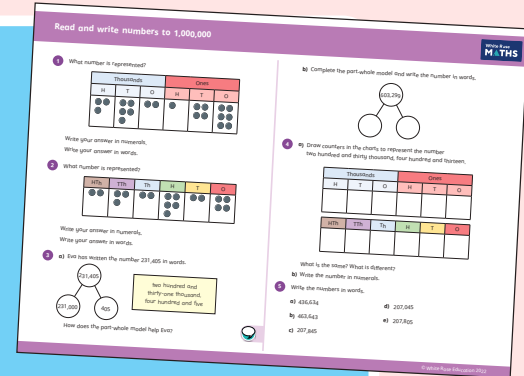 Read and write numbers to 1,000,000
White Rose
MATHS
1 What number is represented?
Thousands Ones
H T O H T O
Write your answer in numerals.
Write your answer in words.
2 What number is represented?
HTh TTh Th H T O
Write your answer in numerals.
Write your answer in words.
3 a) Eva has written the number 231,405 in words.
231,405
231,000
405
two hundred and
thirty-one thousand,
four hundred and five
How does the part-whole model help Eva?
b) Complete the part-whole model and write the number in words.
603,299
4 a) Draw counters in the charts to represent the number
two hundred and thirty thousand, four hundred and thirteen.
Thousands Ones
H T O H T O
HTh TTh Th H T O
What is the same? What is different?
b) Write the number in numerals.
5 Write the numbers in words.
a) 436,634
b) 463,643
c) 207,845
d) 207,045
e) 207,805
© White Rose Education 2022